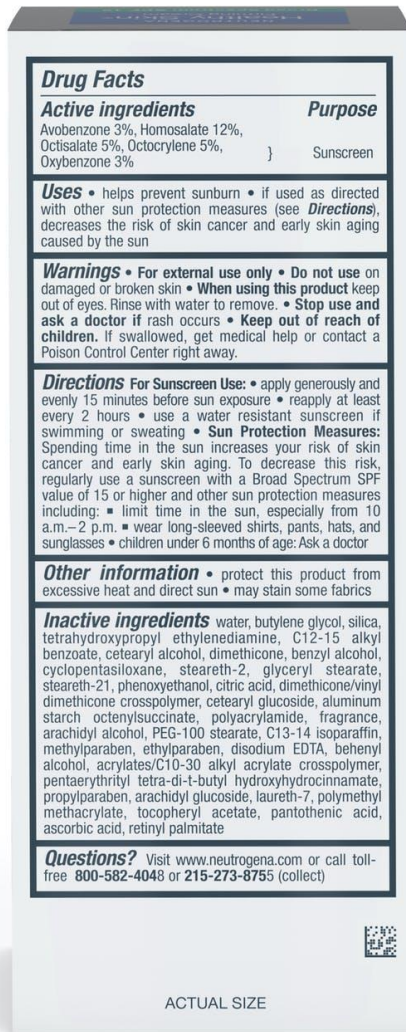 Healthy Skin
Drug Facts
Active ingredients Purpose
Avobenzone 3%, Homosalate 12%,
Octisalate 5%, Octocrylene 5%,
Oxybenzone 3% } Sunscreen
Uses • helps prevent sunburn • if used as directed
with other sun protection measures (see Directions),
decreases the risk of skin cancer and early skin aging
caused by the sun
Warnings • For external use only • Do not use on
damaged or broken skin • When using this product keep
out of eyes. Rinse with water to remove. • Stop use and
ask a doctor if rash occurs • Keep out of reach of
children. If swallowed, get medical help or contact a
Poison Control Center right away.
Directions For Sunscreen Use: • apply generously and
evenly 15 minutes before sun exposure • reapply at least
every 2 hours • use a water resistant sunscreen if
swimming or sweating • Sun Protection Measures:
Spending time in the sun increases your risk of skin
cancer and early skin aging. To decrease this risk,
regularly use a sunscreen with a Broad Spectrum SPF
value of 15 or higher and other sun protection measures
including: ▪ limit time in the sun, especially from 10
a.m.–2 p.m. ▪ wear long-sleeved shirts, pants, hats, and
sunglasses • children under 6 months of age: Ask a doctor
Other information • protect this product from
excessive heat and direct sun • may stain some fabrics
Inactive ingredients water, butylene glycol, silica,
tetrahydroxypropyl ethylenediamine, C12-15 alkyl
benzoate, cetearyl alcohol, dimethicone, benzyl alcohol,
cyclopentasiloxane, steareth-2, glyceryl stearate,
steareth-21, phenoxyethanol, citric acid, dimethicone/vinyl
dimethicone crosspolymer, cetearyl glucoside, aluminum
starch octenylsuccinate, polyacrylamide, fragrance,
arachidyl alcohol, PEG-100 stearate, C13-14 isoparaffin,
methylparaben, ethylparaben, disodium EDTA, behenyl
alcohol, acrylates/C10-30 alkyl acrylate crosspolymer,
pentaerythrityl tetra-di-t-butyl hydroxyhydrocinnamate,
propylparaben, arachidyl glucoside, laureth-7, polymethyl
methacrylate, tocopheryl acetate, pantothenic acid,
ascorbic acid, retinyl palmitate
Questions? Visit www.neutrogena.com or call toll-
free 800-582-4048 or 215-273-8755 (collect)
ACTUAL SIZE